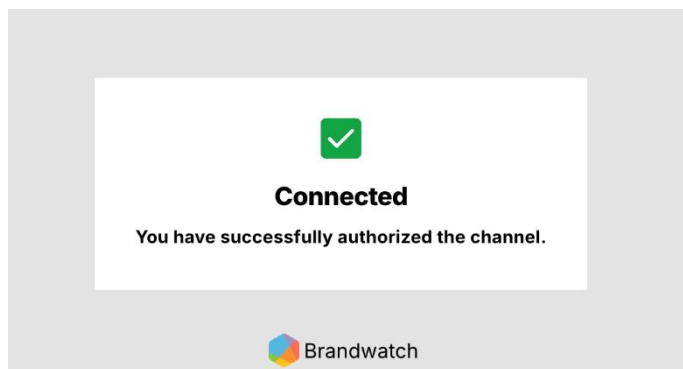 Connected
You have successfully authorized the channel.
Brandwatch